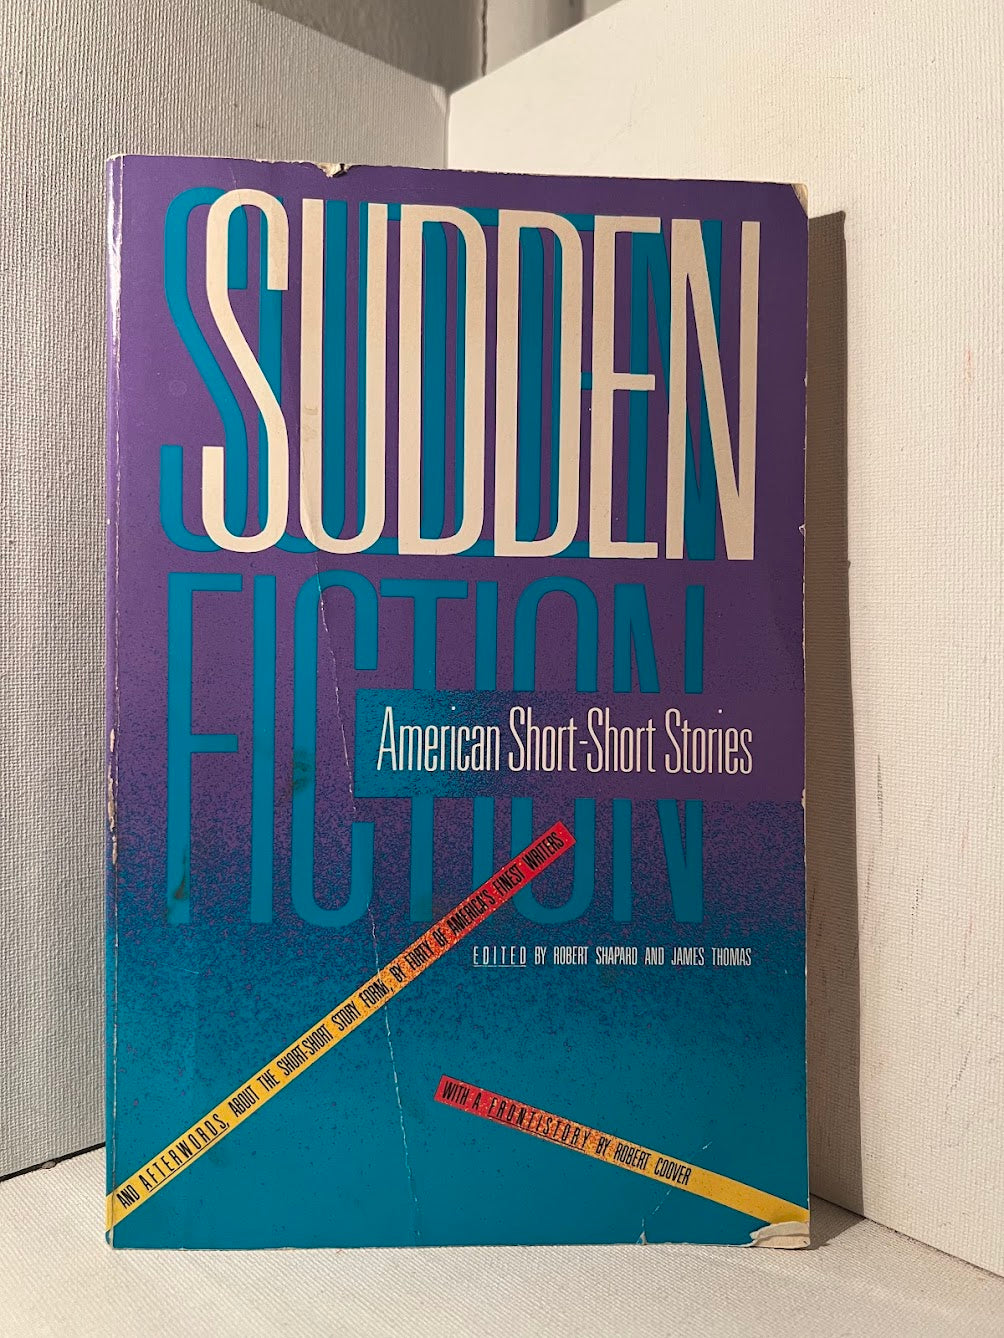 SUDDEN
FICTION
American Short-Short Stories
EDITED BY ROBERT SHAPARD AND JAMES THOMAS
AND AFTERWORDS, ABOUT THE SHORT-SHORT STORY FORM, BY FORTY OF AMERICA'S FINEST WRITERS
WITH A FRONTISTORY BY ROBERT COOVER